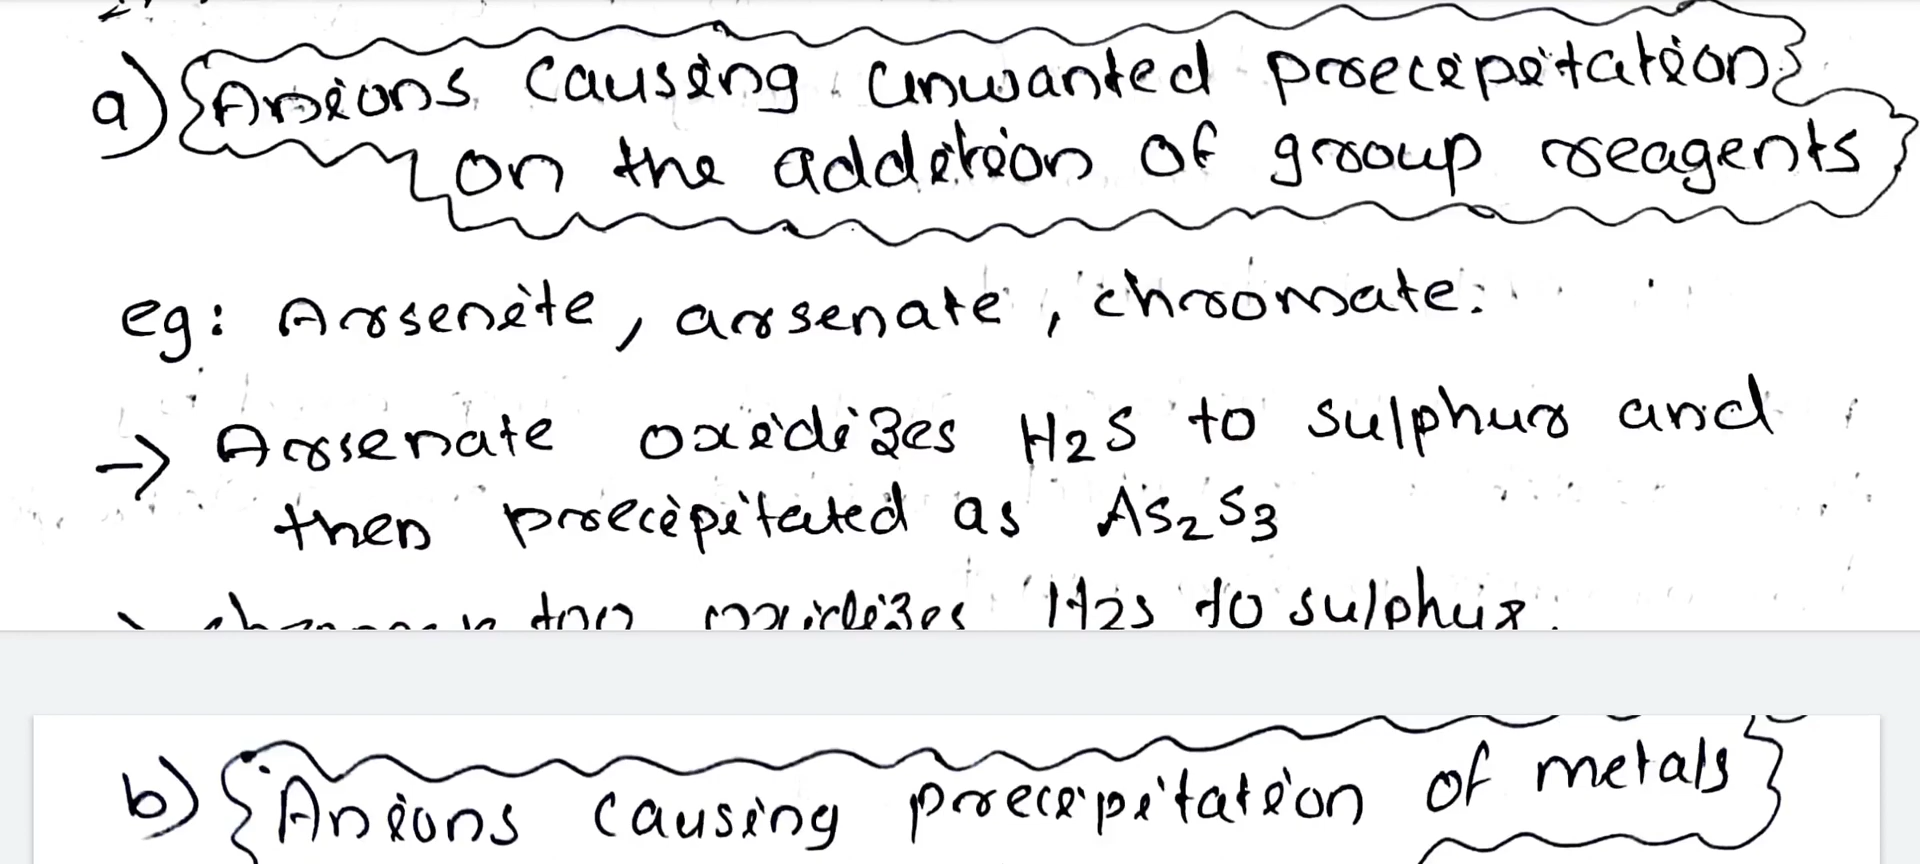 a) Anions causing unwanted precipitation
on the addition of group reagents
eg: Arsenite, arsenate, chromate.
→ Arsenate oxidizes H2S to sulphur and
then precipitated as As2S3
too oxidizes H2S to sulphur.
b) Anions causing precipitation of metals